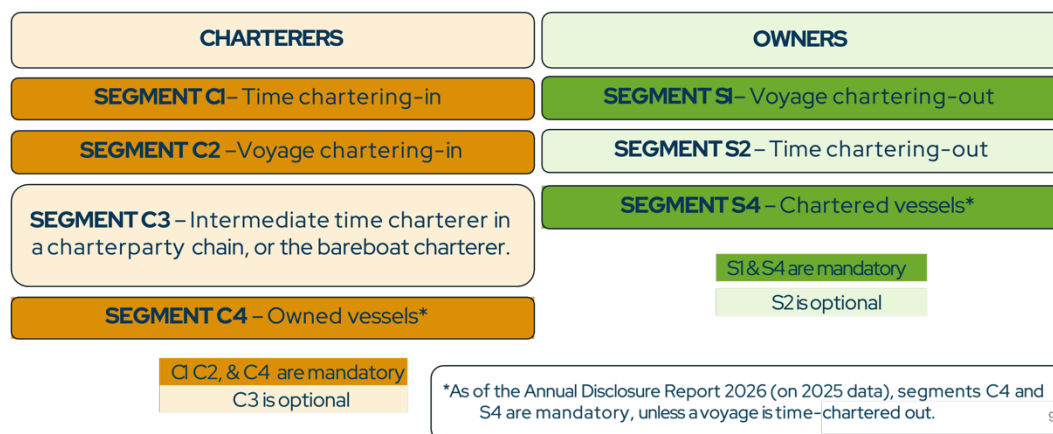 CHARTERERS
SEGMENT C1– Time chartering-in
SEGMENT C2 –Voyage chartering-in
SEGMENT C3 – Intermediate time charterer in
a charterparty chain, or the bareboat charterer.
SEGMENT C4 – Owned vessels*
C1 C2, & C4 are mandatory
C3 is optional
OWNERS
SEGMENT S1– Voyage chartering-out
SEGMENT S2 – Time chartering-out
SEGMENT S4 – Chartered vessels*
S1 & S4 are mandatory
S2 is optional
*As of the Annual Disclosure Report 2026 (on 2025 data), segments C4 and
S4 are mandatory, unless a voyage is time-chartered out.
9